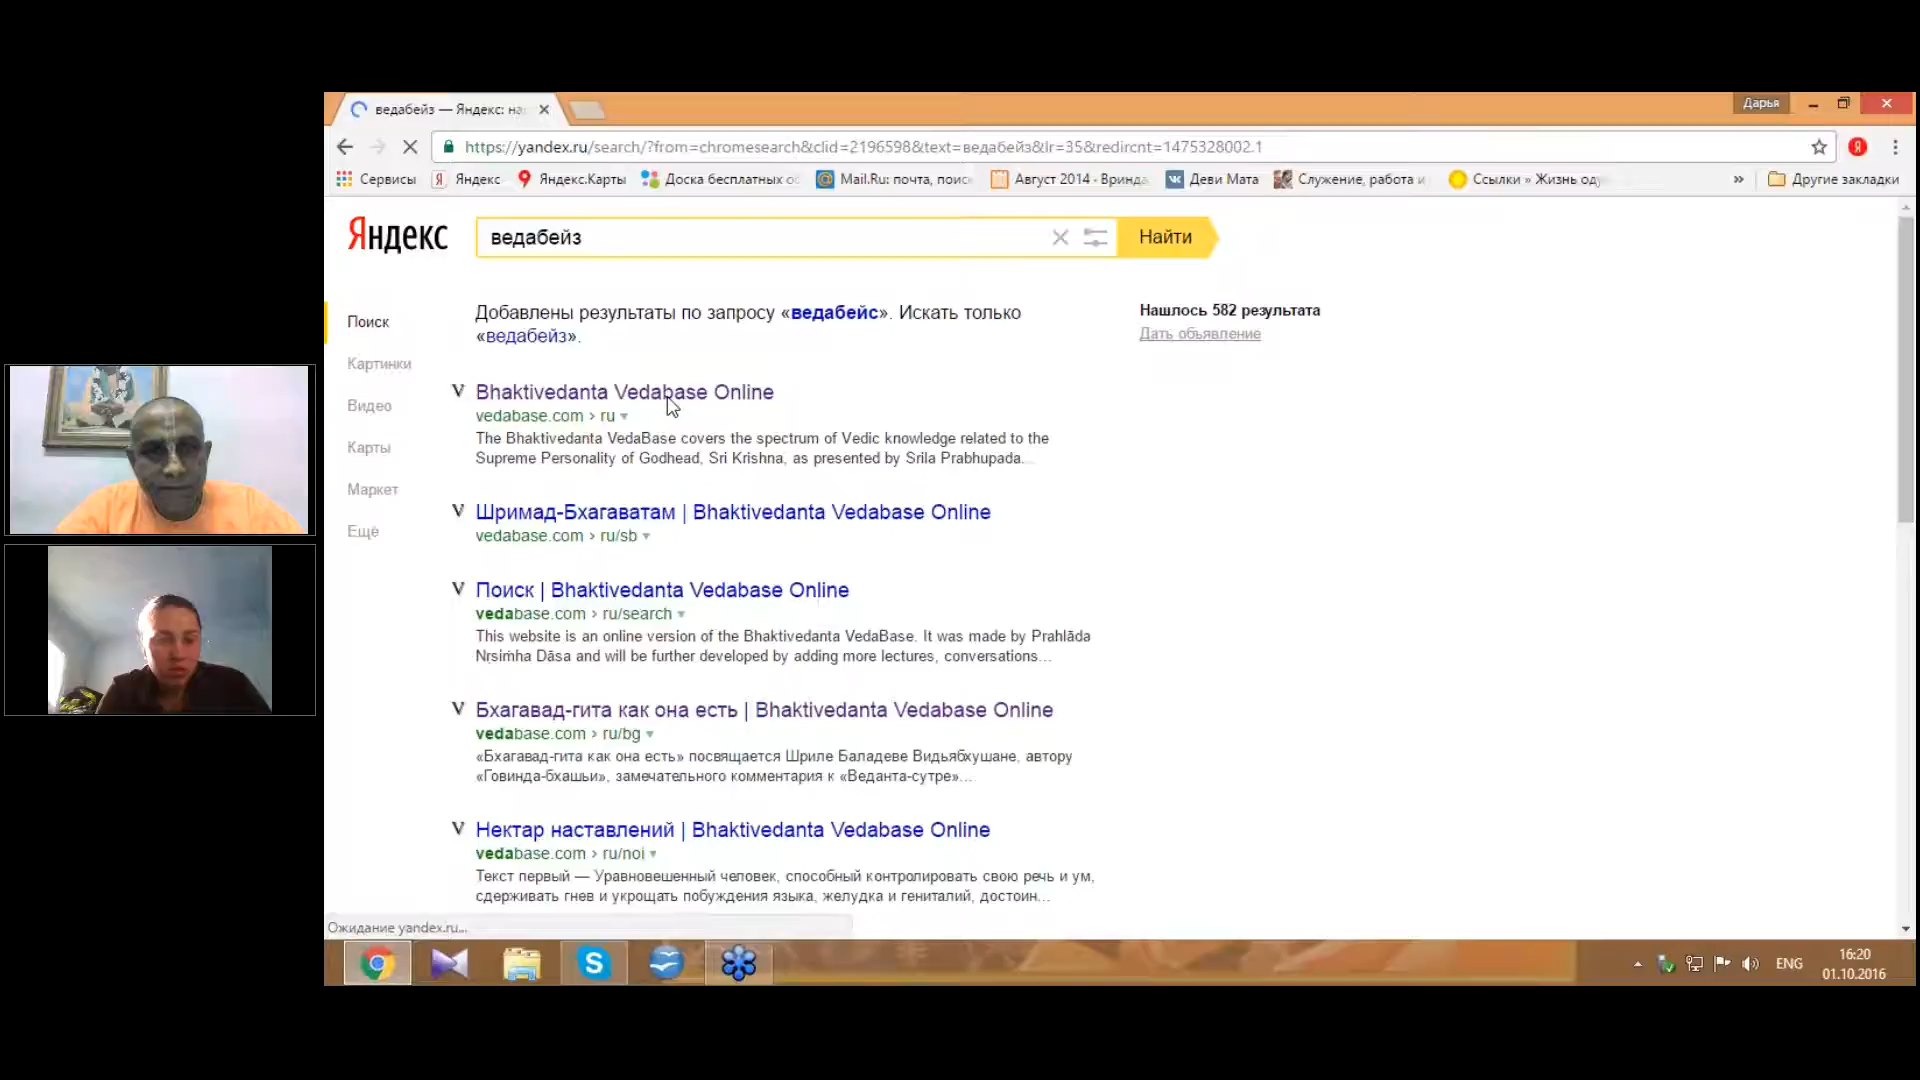 ведабейз — Яндекс: на
Дарья
https://yandex.ru/search/?from=chromesearch&clid=2196598&text=ведабейз&lr=35&redircnt=1475328002.1
Сервисы Яндекс Яндекс.Карты Доска бесплатных Mail.Ru: почта, поис Август 2014 - Вринда Деви Мата Служение, работа и Ссылки » Жизнь од » Другие закладки
Яндекс ведабейз Найти
Поиск
Картинки
Видео
Карты
Маркет
Ещё
Добавлены результаты по запросу «ведабейс». Искать только
«ведабейз».
Нашлось 582 результата
Дать объявление
Bhaktivedanta Vedabase Online
vedabase.com › ru
The Bhaktivedanta VedaBase covers the spectrum of Vedic knowledge related to the
Supreme Personality of Godhead, Sri Krishna, as presented by Srila Prabhupada...
Шримад-Бхагаватам | Bhaktivedanta Vedabase Online
vedabase.com › ru/sb
Поиск | Bhaktivedanta Vedabase Online
vedabase.com › ru/search
This website is an online version of the Bhaktivedanta VedaBase. It was made by Prahlāda
Nṛsiṁha Dāsa and will be further developed by adding more lectures, conversations...
Бхагавад-гита как она есть | Bhaktivedanta Vedabase Online
vedabase.com › ru/bg
«Бхагавад-гита как она есть» посвящается Шриле Баладеве Видьябхушане, автору
«Говинда-бхашьи», замечательного комментария к «Веданта-сутре»...
Нектар наставлений | Bhaktivedanta Vedabase Online
vedabase.com › ru/noi
Текст первый — Уравновешенный человек, способный контролировать свою речь и ум,
сдерживать гнев и укрощать побуждения языка, желудка и гениталий, достоин...
Ожидание yandex.ru...
ENG
16:20
01.10.2016